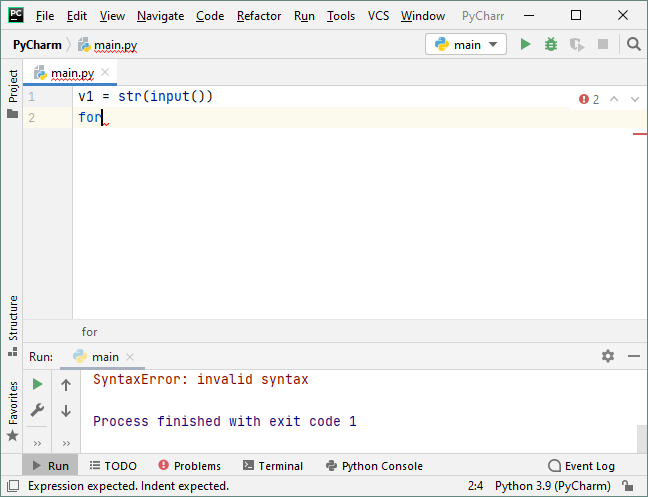 PC File Edit View Navigate Code Refactor Run Tools VCS Window PyCharr
PyCharm main.py main
Project
main.py
1 v1 = str(input())
2 for
2
for
Structure
Favorites
Run: main
SyntaxError: invalid syntax
Process finished with exit code 1
Run TODO Problems Terminal Python Console Event Log
Expression expected. Indent expected. 2:4 Python 3.9 (PyCharm)